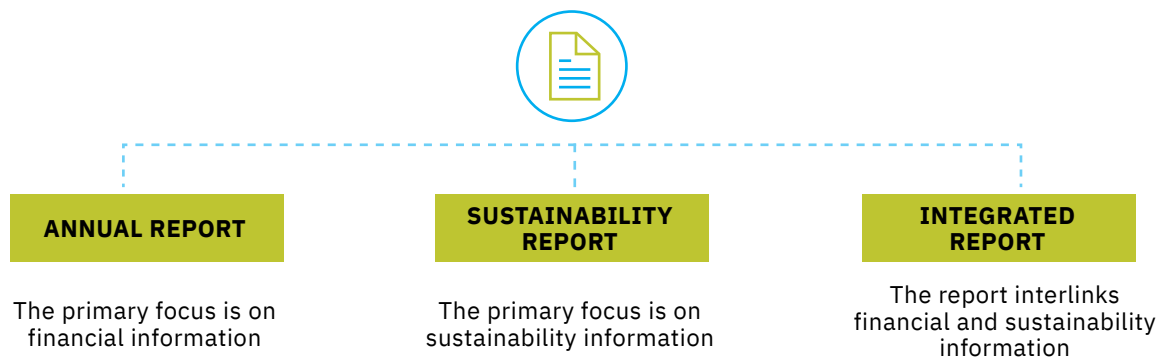 ANNUAL REPORT
The primary focus is on
financial information
SUSTAINABILITY
REPORT
The primary focus is on
sustainability information
INTEGRATED
REPORT
The report interlinks
financial and sustainability
information